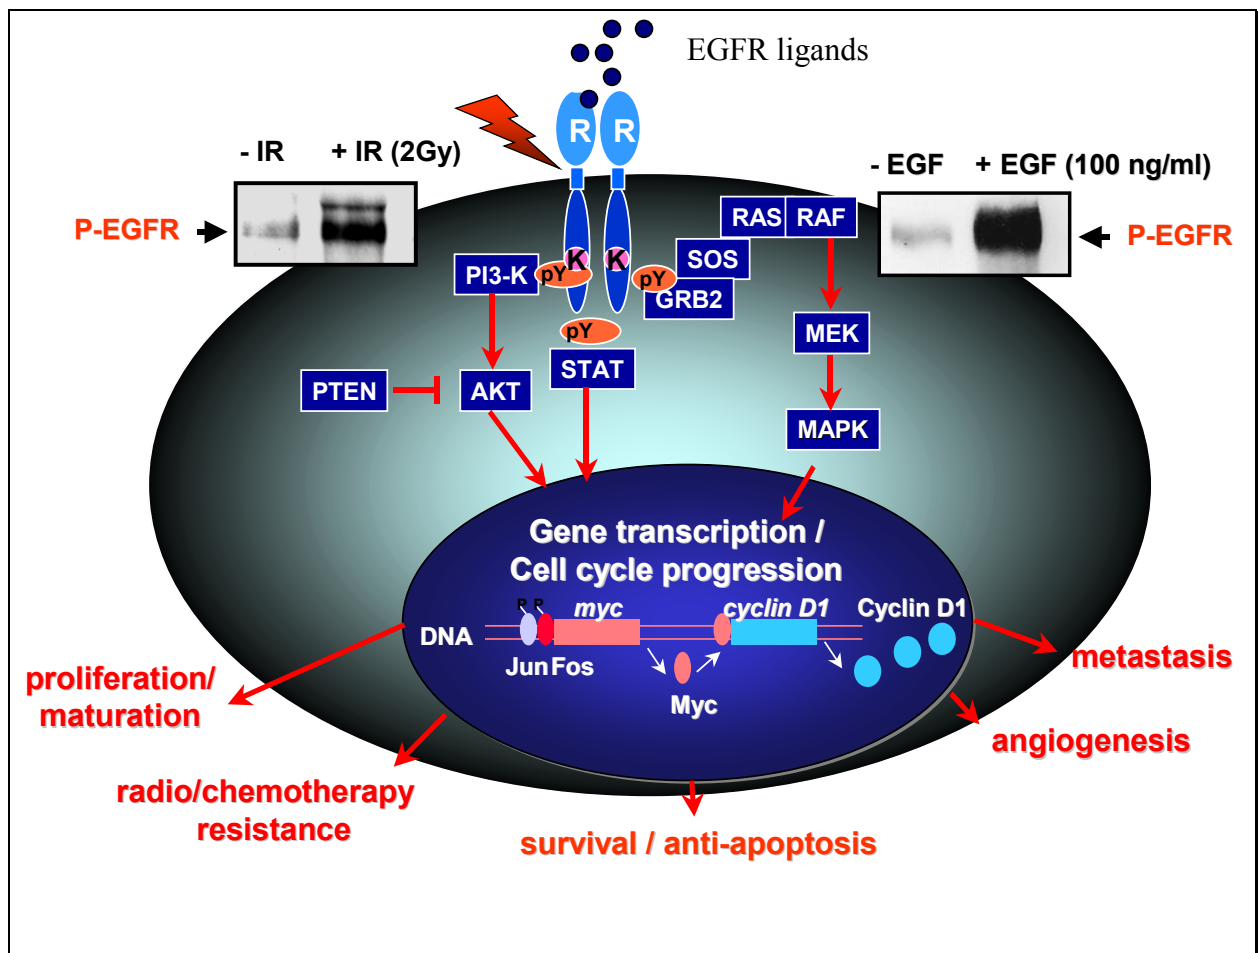 EGFR ligands
R R
- IR + IR (2Gy)
P-EGFR
- EGF + EGF (100 ng/ml)
P-EGFR
RAS RAF
SOS
GRB2
pY
K K
pY
PI3-K
pY
STAT
MEK
PTEN
AKT
MAPK
Gene transcription /
Cell cycle progression
P P
myc
cyclin D1
Cyclin D1
DNA
Jun Fos
Myc
proliferation/
maturation
radio/chemotherapy
resistance
survival / anti-apoptosis
angiogenesis
metastasis